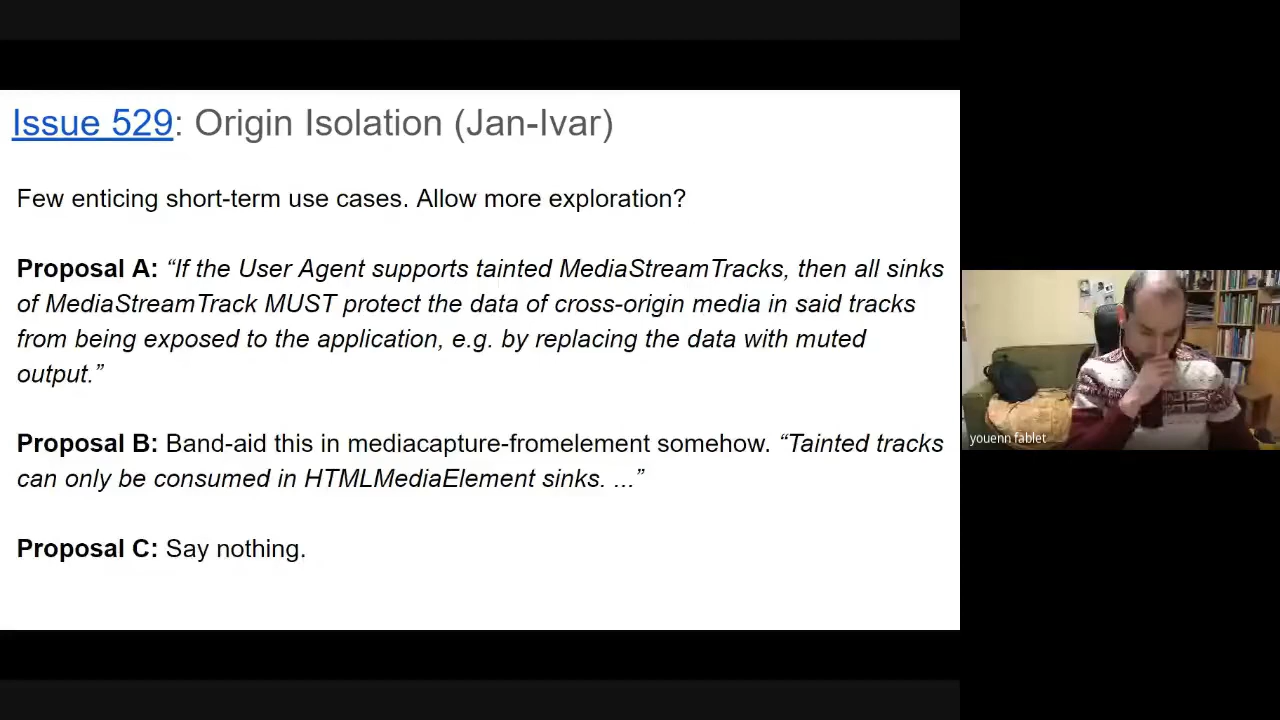 Issue 529: Origin Isolation (Jan-Ivar)
Few enticing short-term use cases. Allow more exploration?
Proposal A: “If the User Agent supports tainted MediaStreamTracks, then all sinks
of MediaStreamTrack MUST protect the data of cross-origin media in said tracks
from being exposed to the application, e.g. by replacing the data with muted
output.”
Proposal B: Band-aid this in mediacapture-fromelement somehow. “Tainted tracks
can only be consumed in HTMLMediaElement sinks. ...”
Proposal C: Say nothing.
youenn fablet